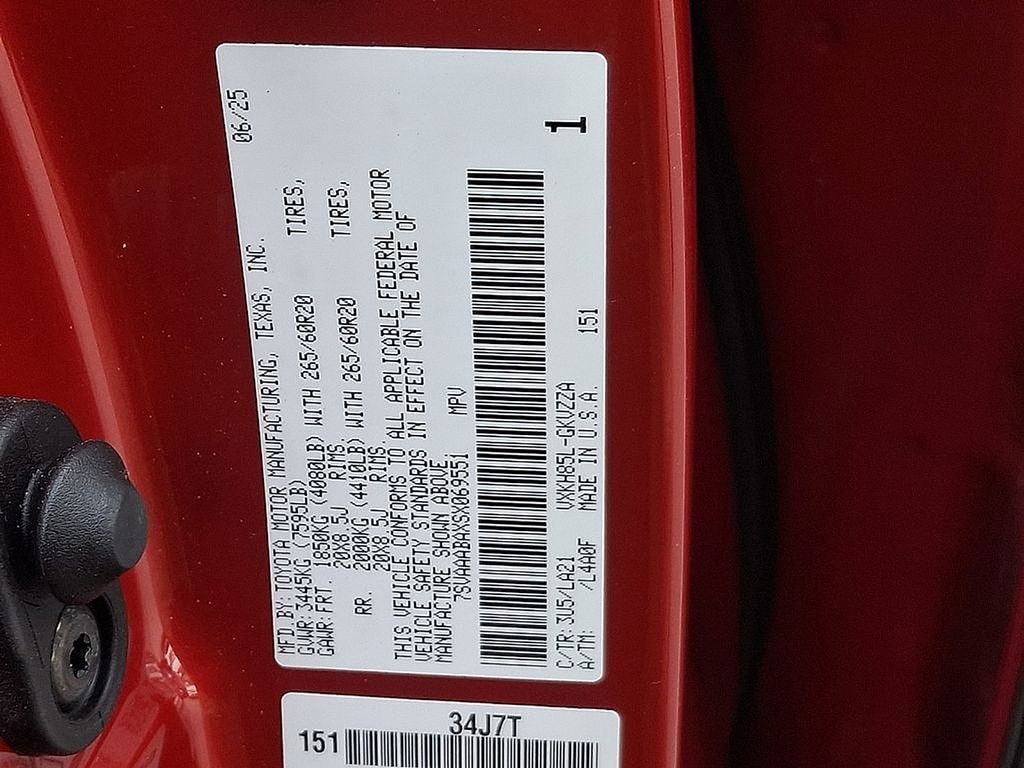 MFD BY: TOYOTA MOTOR MANUFACTURING, TEXAS, INC. 06/25
GVWR: 3445KG (7595LB)
GAWR: FRT. 1850KG (4080LB) WITH 265/60R20 TIRES,
20X8.5J RIMS,
RR. 2000KG (4410LB) WITH 265/60R20 TIRES,
20X8.5J RIMS
THIS VEHICLE CONFORMS TO ALL APPLICABLE FEDERAL MOTOR
VEHICLE SAFETY STANDARDS IN EFFECT ON THE DATE OF
MANUFACTURE SHOWN ABOVE
7SVAAABAXSX069551 MPV
1
C/TR: 3U5/LA21 VXKH85L-GKVZZA
A/TM: /L4A0F MADE IN U.S.A. 151
34J7T
151